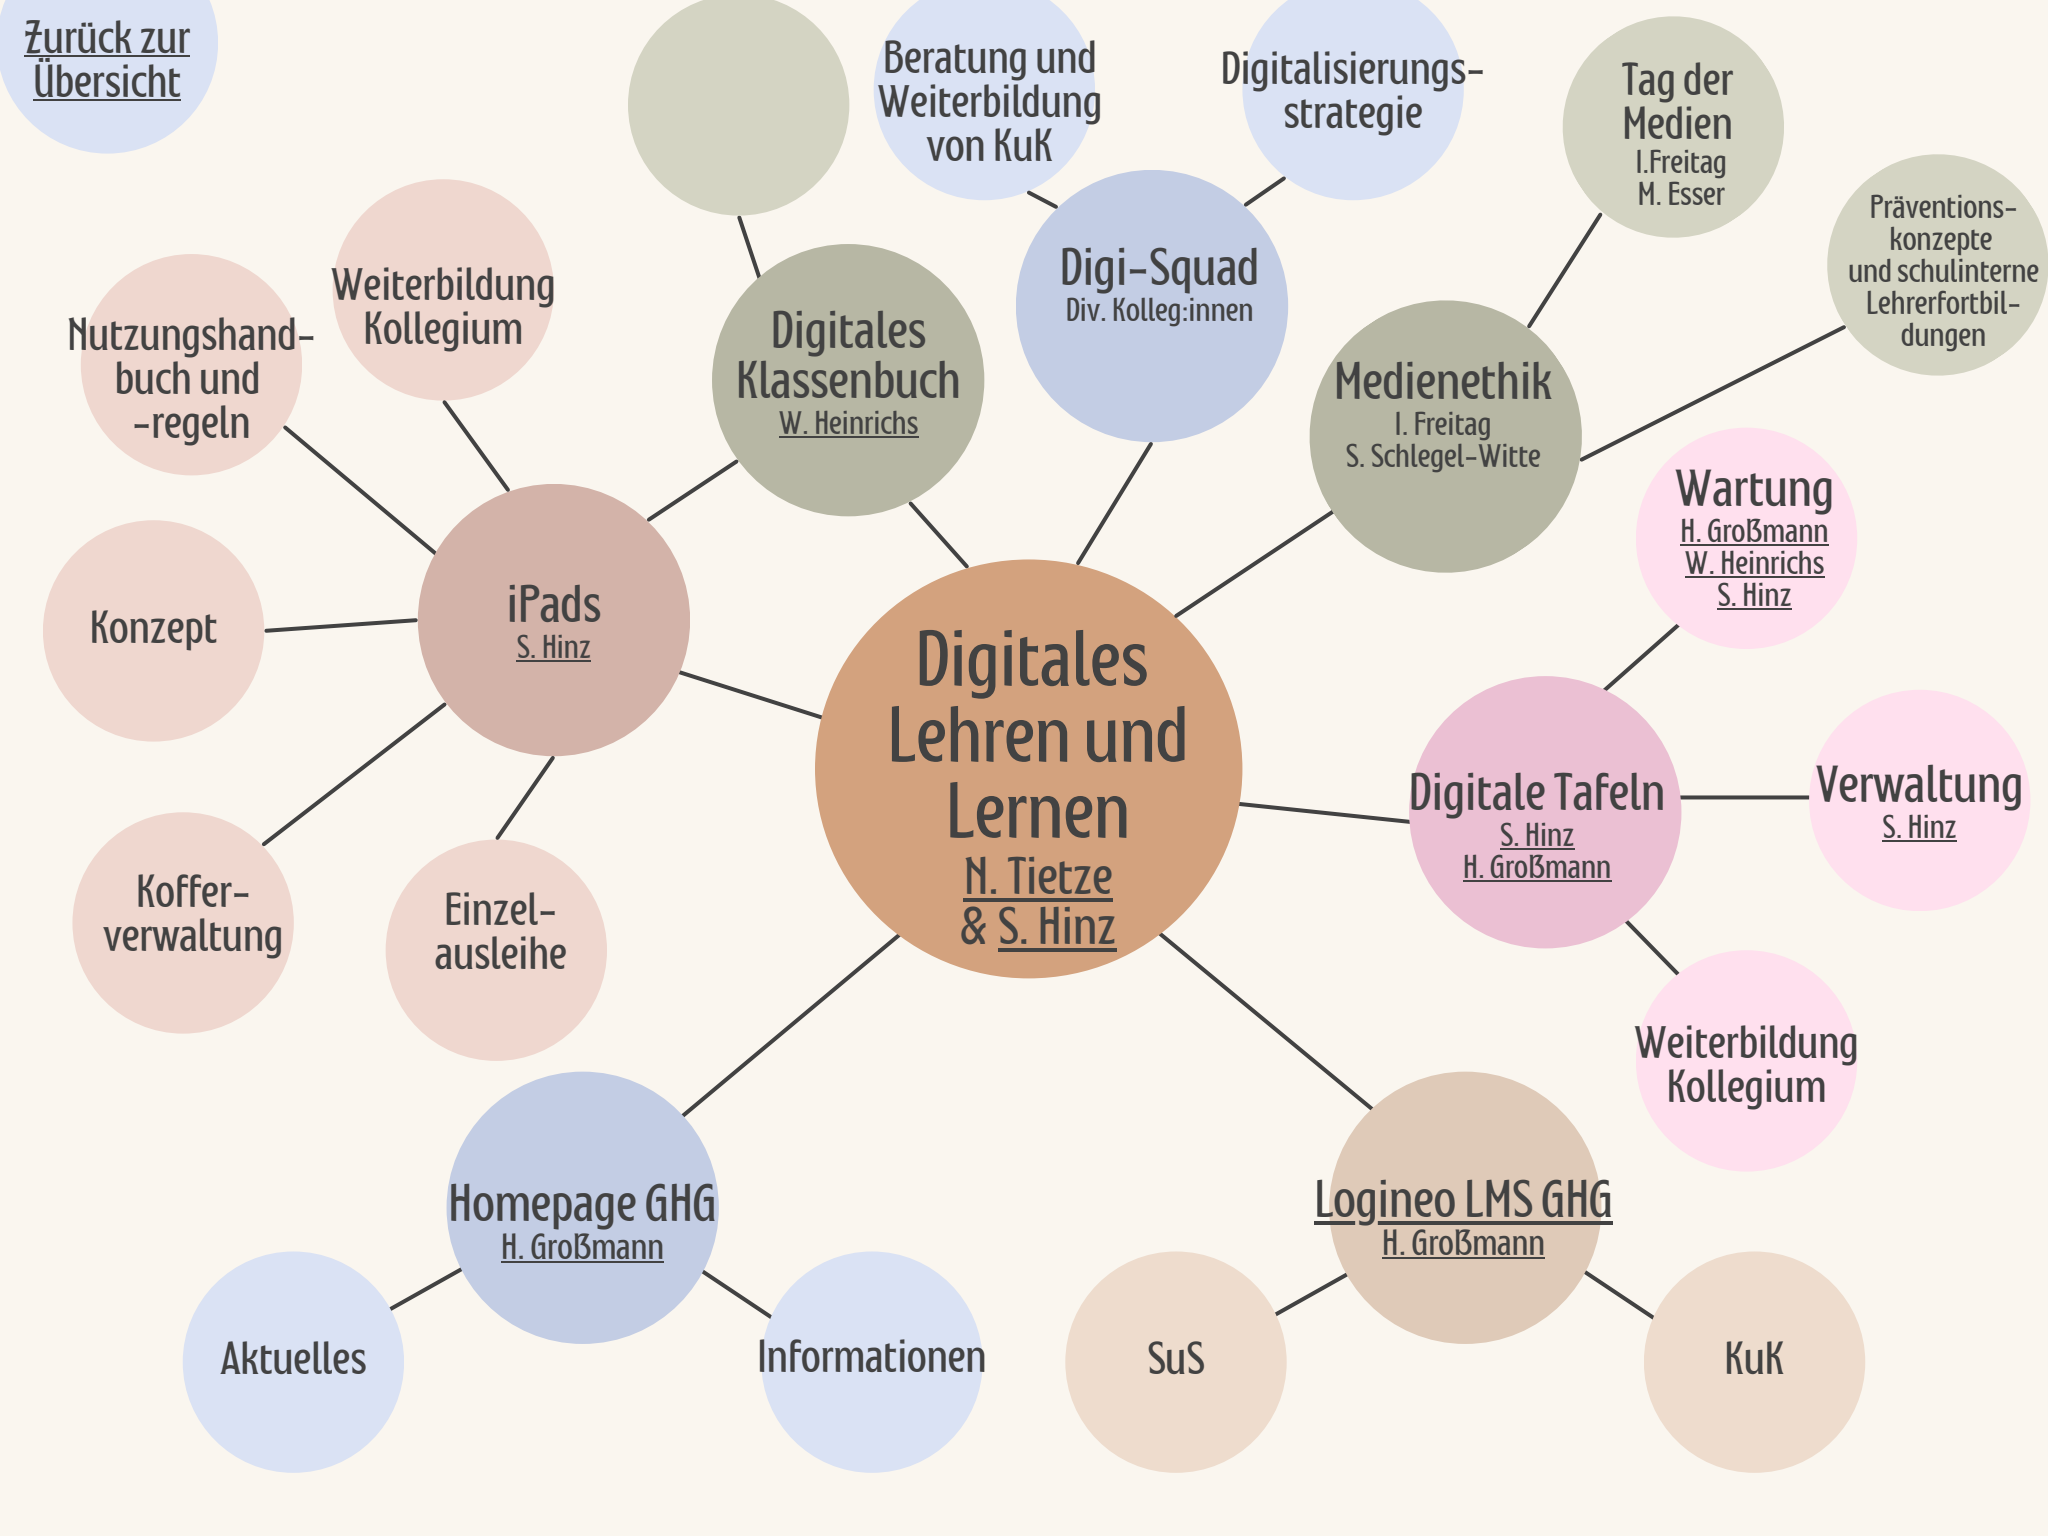 Zurück zur
Übersicht
Beratung und
Weiterbildung
von KuK
Digitalisierungs-
strategie
Tag der
Medien
I.Freitag
M. Esser
Präventions-
konzepte
und schulinterne
Lehrerfortbil-
dungen
Nutzungshand-
buch und
-regeln
Weiterbildung
Kollegium
Digitales
Klassenbuch
W. Heinrichs
Digi-Squad
Div. Kolleg:innen
Medienethik
I. Freitag
S. Schlegel-Witte
Wartung
H. Großmann
W. Heinrichs
S. Hinz
Konzept
iPads
S. Hinz
Digitales
Lehren und
Lernen
N. Tietze
& S. Hinz
Digitale Tafeln
S. Hinz
H. Großmann
Verwaltung
S. Hinz
Koffer-
verwaltung
Einzel-
ausleihe
Weiterbildung
Kollegium
Homepage GHG
H. Großmann
Logineo LMS GHG
H. Großmann
Aktuelles
Informationen
SuS
KuK